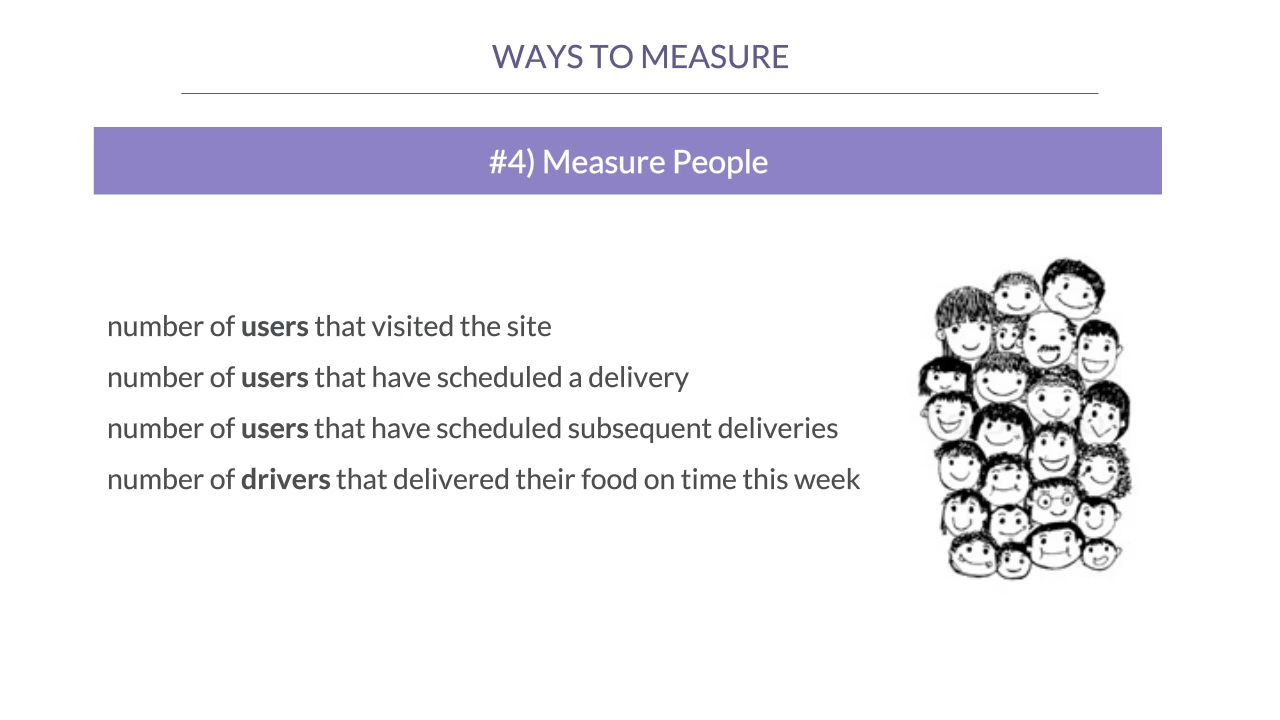 WAYS TO MEASURE
#4) Measure People
number of users that visited the site
number of users that have scheduled a delivery
number of users that have scheduled subsequent deliveries
number of drivers that delivered their food on time this week